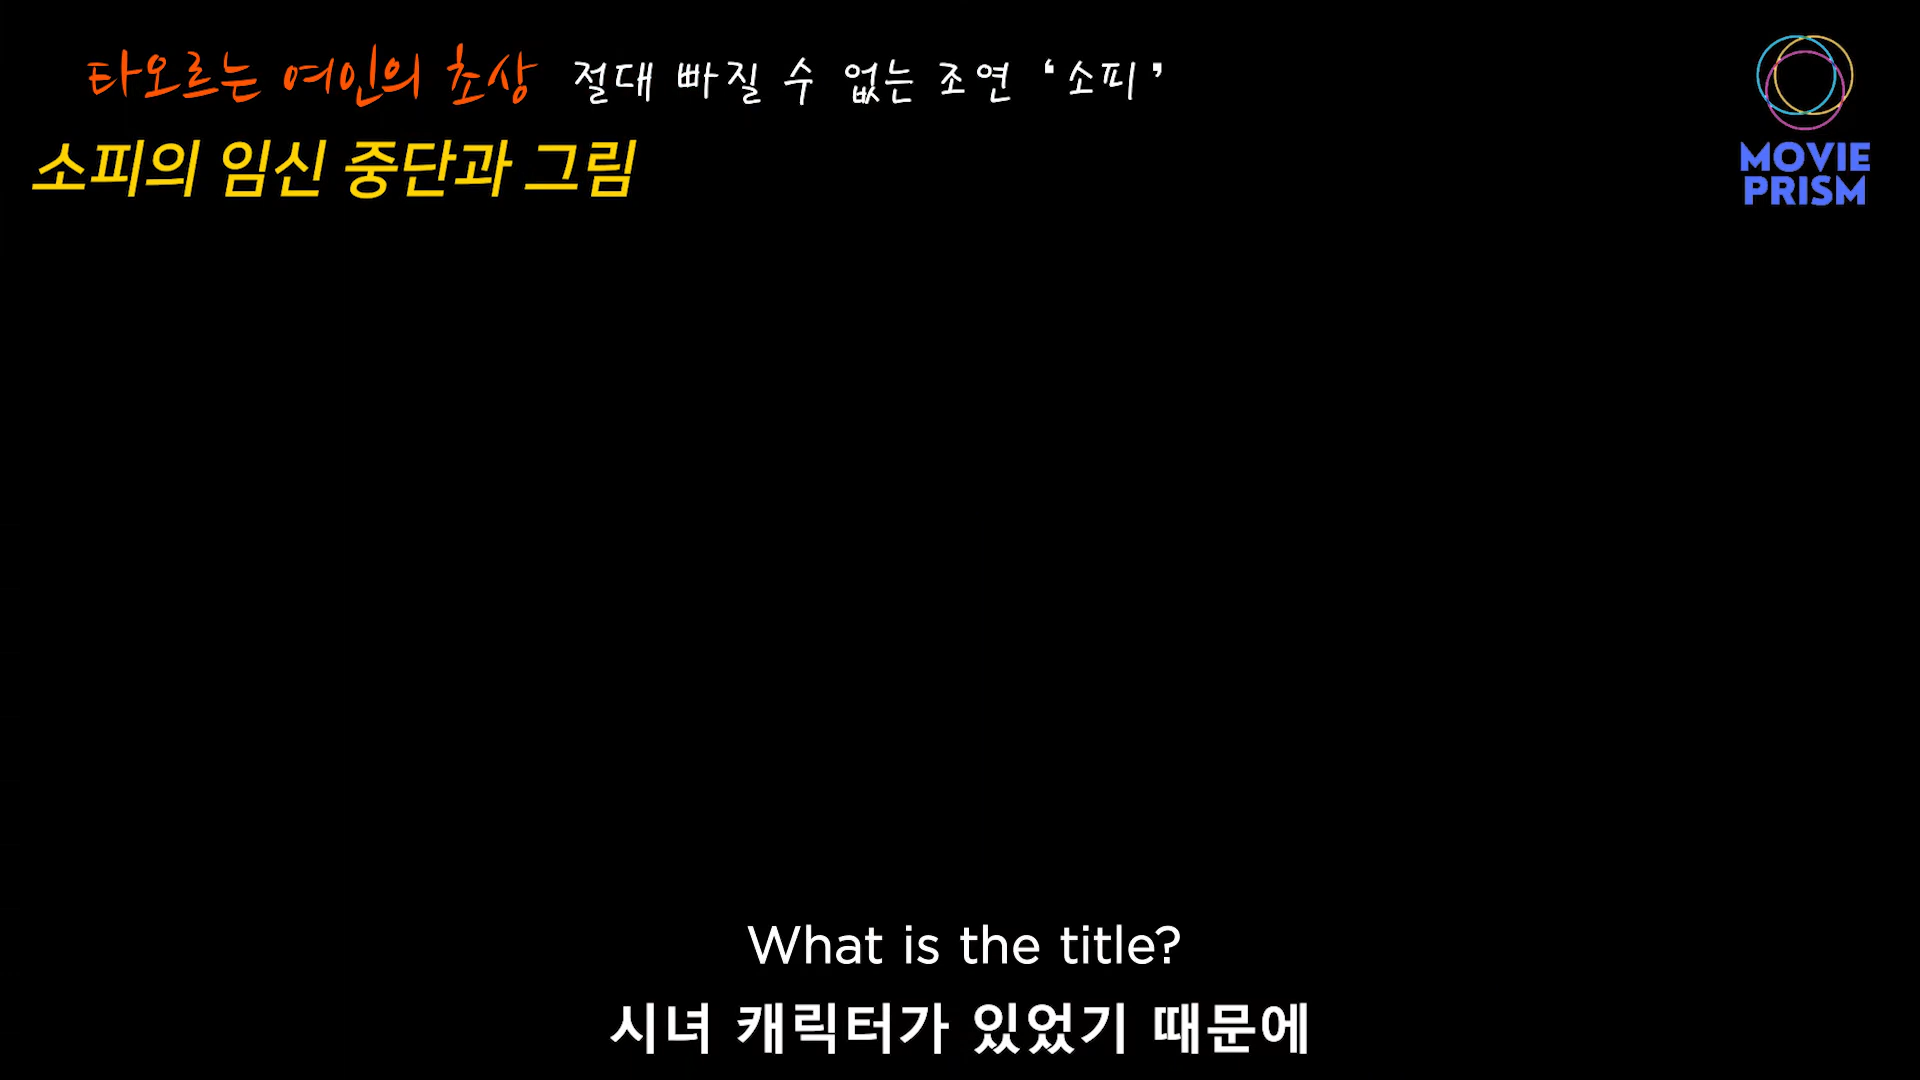 타오르는 여인의 초상 절대 빠질 수 없는 조연 '소피'
소피의 임신 중단과 그림
MOVIE
PRISM
What is the title?
시녀 캐릭터가 있었기 때문에